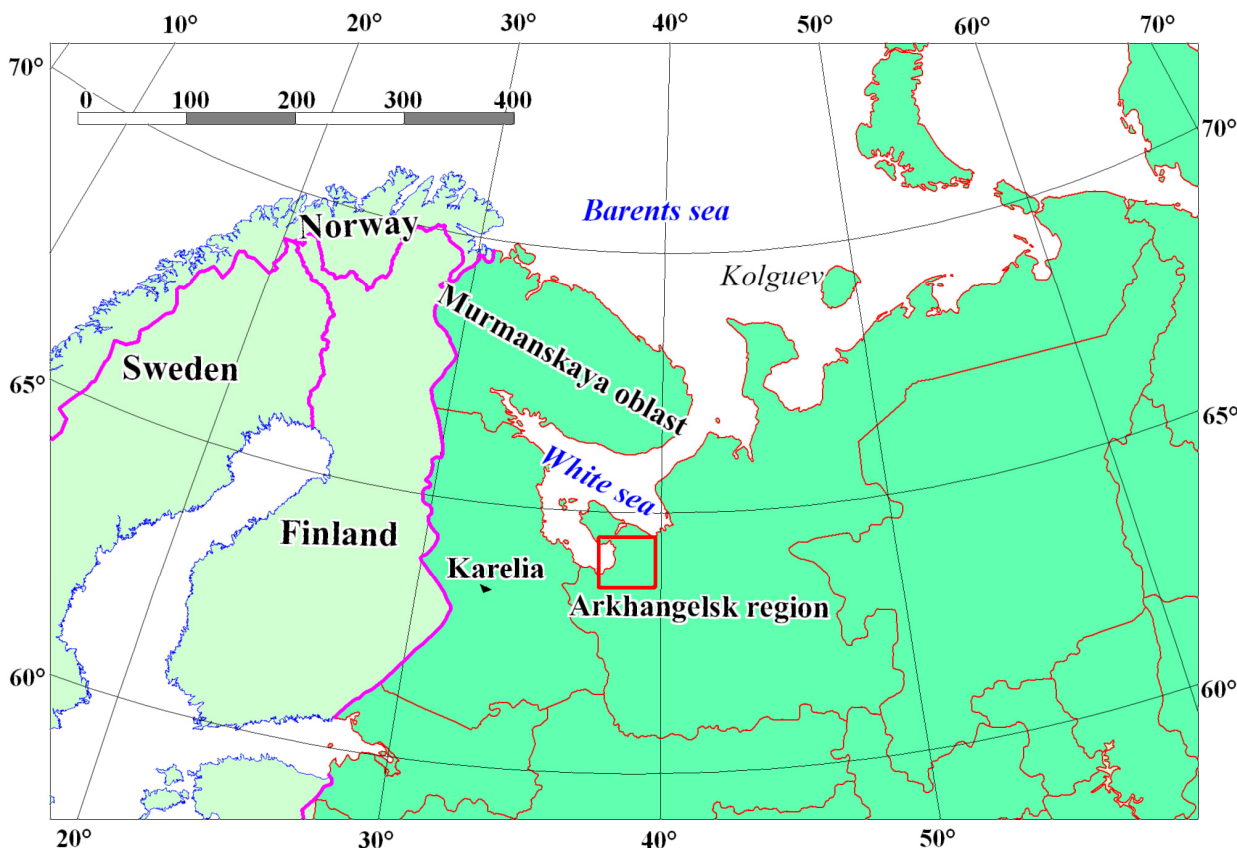 10° 20° 30° 40° 50° 60° 70°
70°
0 100 200 300 400
70°
Barents sea
Norway
Kolguev
Murmanskaya oblast
Sweden
65°
65°
White sea
Finland
Karelia
Arkhangelsk region
60°
60°
20° 30° 40° 50°